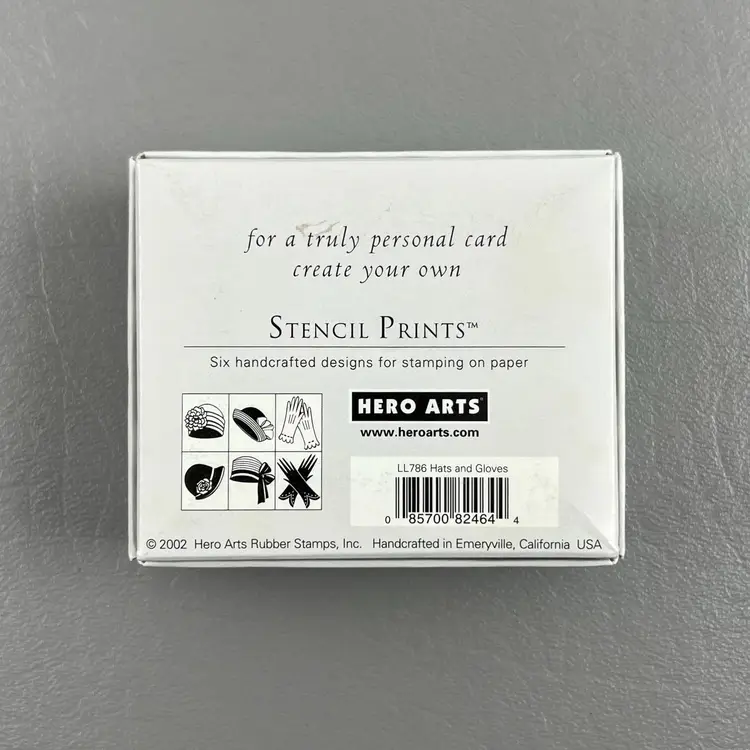 for a truly personal card
create your own
STENCIL PRINTS™
Six handcrafted designs for stamping on paper
HERO ARTS®
www.heroarts.com
LL786 Hats and Gloves
0 85700 82464 4
© 2002 Hero Arts Rubber Stamps, Inc. Handcrafted in Emeryville, California USA